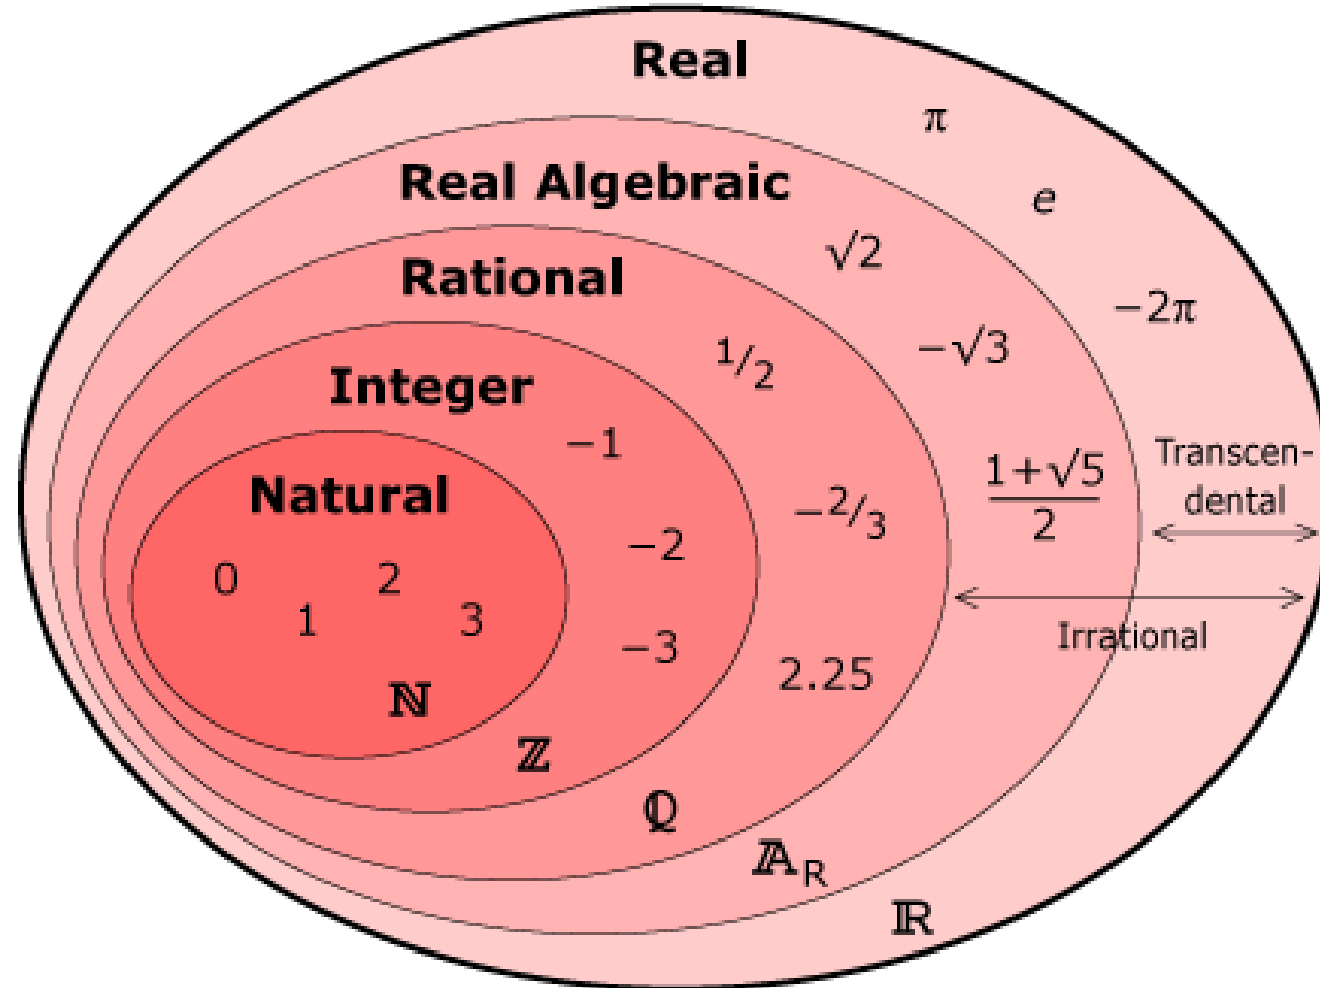 Real
π
Real Algebraic
e
√2
Rational
−2π
−√3
1/2
Integer
−1
1+√5
2
Transcen-
dental
Natural
−2/3
−2
0
2
1
3
−3
Irrational
2.25
ℕ
ℤ
ℚ
𝔸R
ℝ